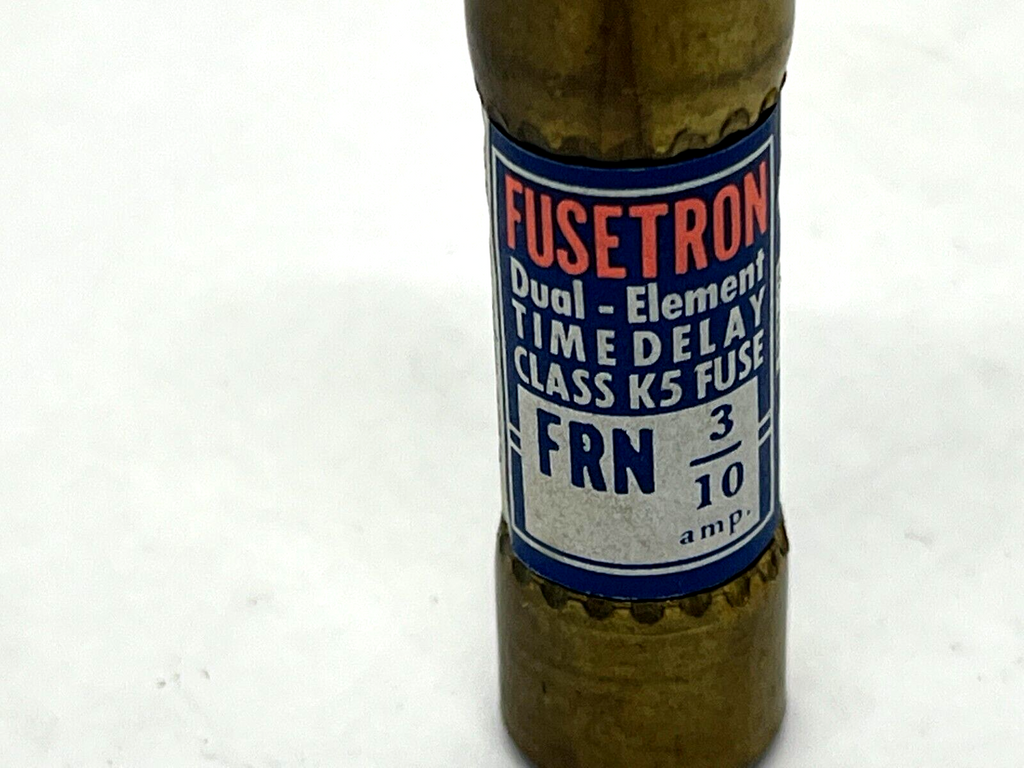 FUSETRON
Dual - Element
TIME DELAY
CLASS K5 FUSE
FRN 3/10
amp.